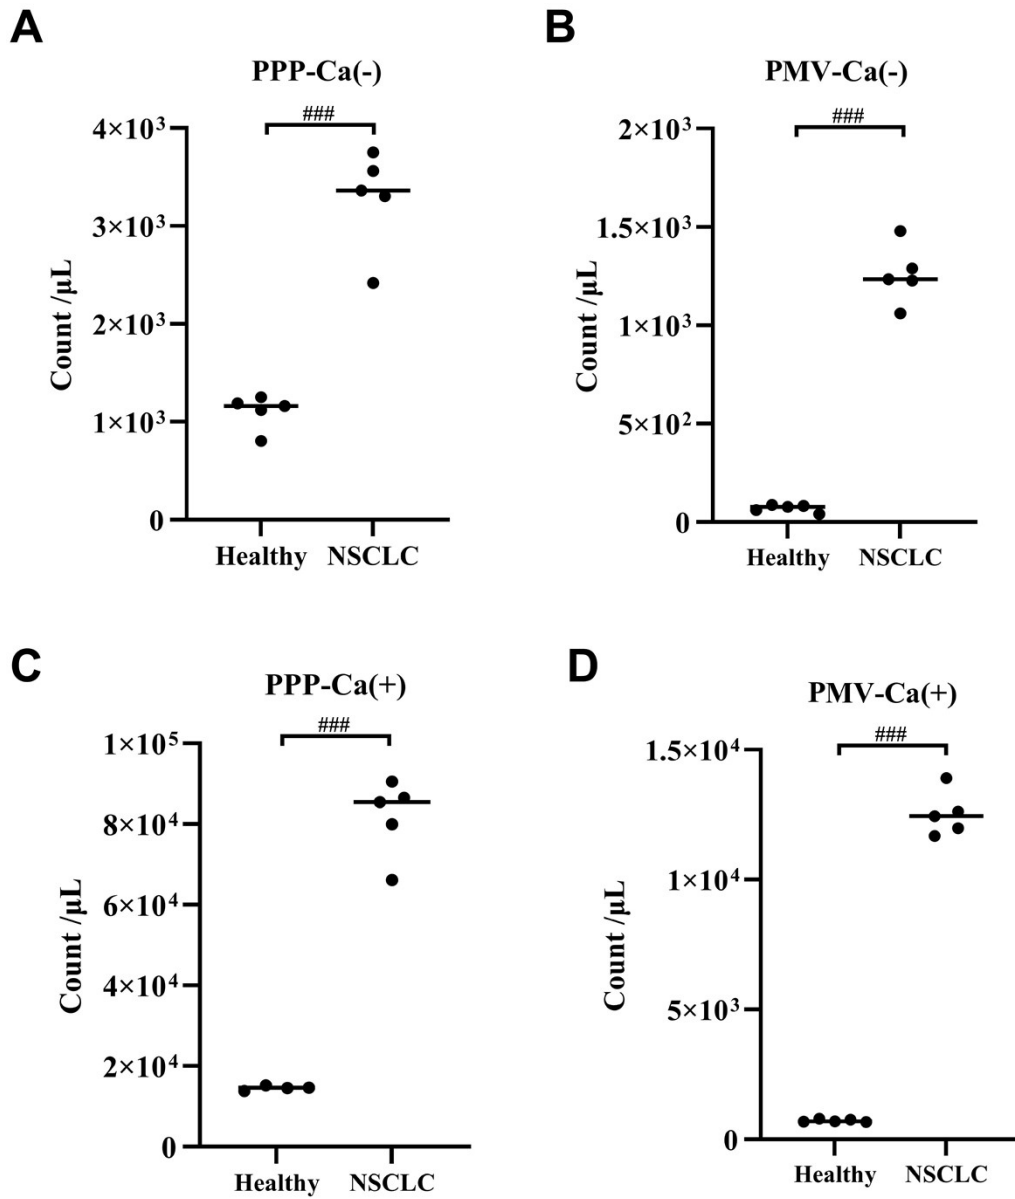 A
PPP-Ca(-)
###
4×10³
3×10³
2×10³
1×10³
0
Count /μL
Healthy NSCLC
B
PMV-Ca(-)
###
2×10³
1.5×10³
1×10³
5×10²
0
Count /μL
Healthy NSCLC
C
PPP-Ca(+)
###
1×10⁵
8×10⁴
6×10⁴
4×10⁴
2×10⁴
0
Count /μL
Healthy NSCLC
D
PMV-Ca(+)
###
1.5×10⁴
1×10⁴
5×10³
0
Count /μL
Healthy NSCLC